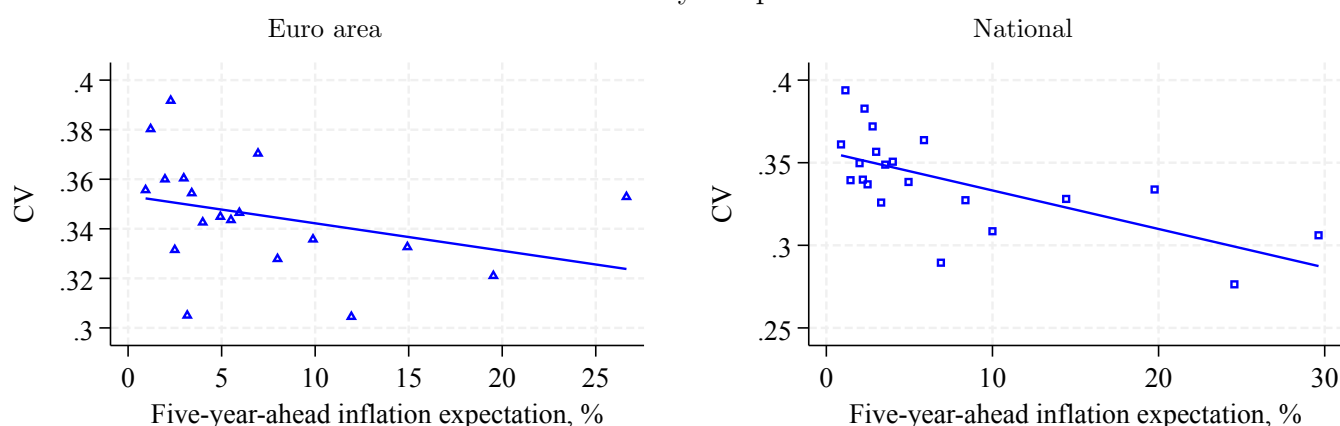 Euro area
National
.4
.38
.36
.34
.32
.3
CV
0 5 10 15 20 25
Five-year-ahead inflation expectation, %
.4
.35
.3
.25
CV
0 10 20 30
Five-year-ahead inflation expectation, %